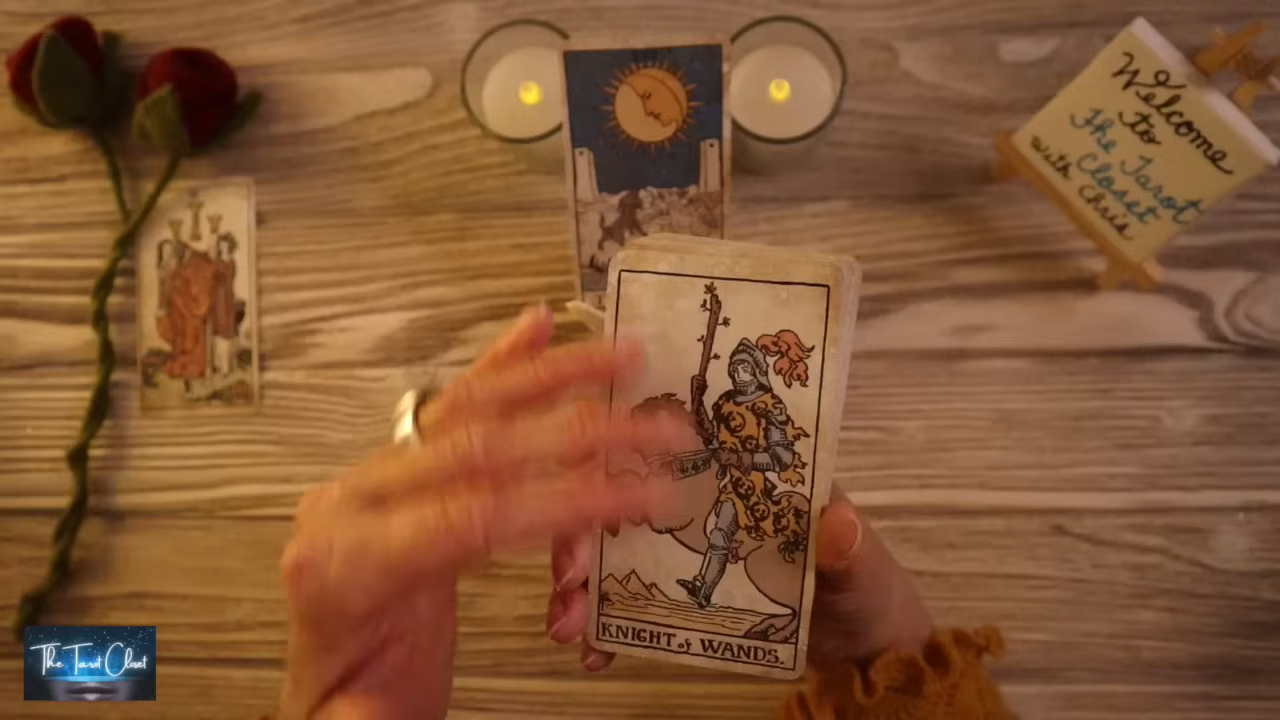 Welcome
to
The Tarot
Closet
with Chris
KNIGHT of WANDS.
The Tarot Closet